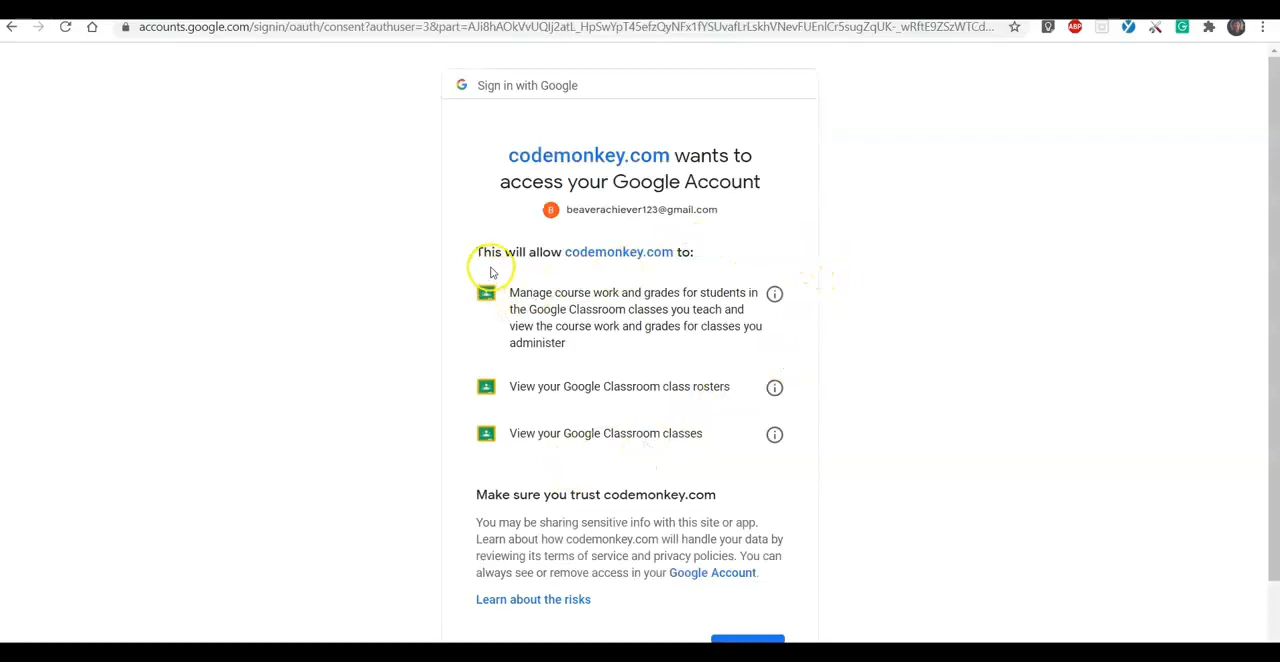 accounts.google.com/signin/oauth/consent?authuser=3&part=AJi8hAOkVvUQIj2atL_HpSwYpT45efzQyNFx1fYSUvafLrLskhVNevFUEnlCr5sugZqUK-_wRftE9ZSzWTCd...
Sign in with Google
codemonkey.com wants to
access your Google Account
B beaverachiever123@gmail.com
This will allow codemonkey.com to:
Manage course work and grades for students in
the Google Classroom classes you teach and
view the course work and grades for classes you
administer
View your Google Classroom class rosters
View your Google Classroom classes
Make sure you trust codemonkey.com
You may be sharing sensitive info with this site or app.
Learn about how codemonkey.com will handle your data by
reviewing its terms of service and privacy policies. You can
always see or remove access in your Google Account.
Learn about the risks